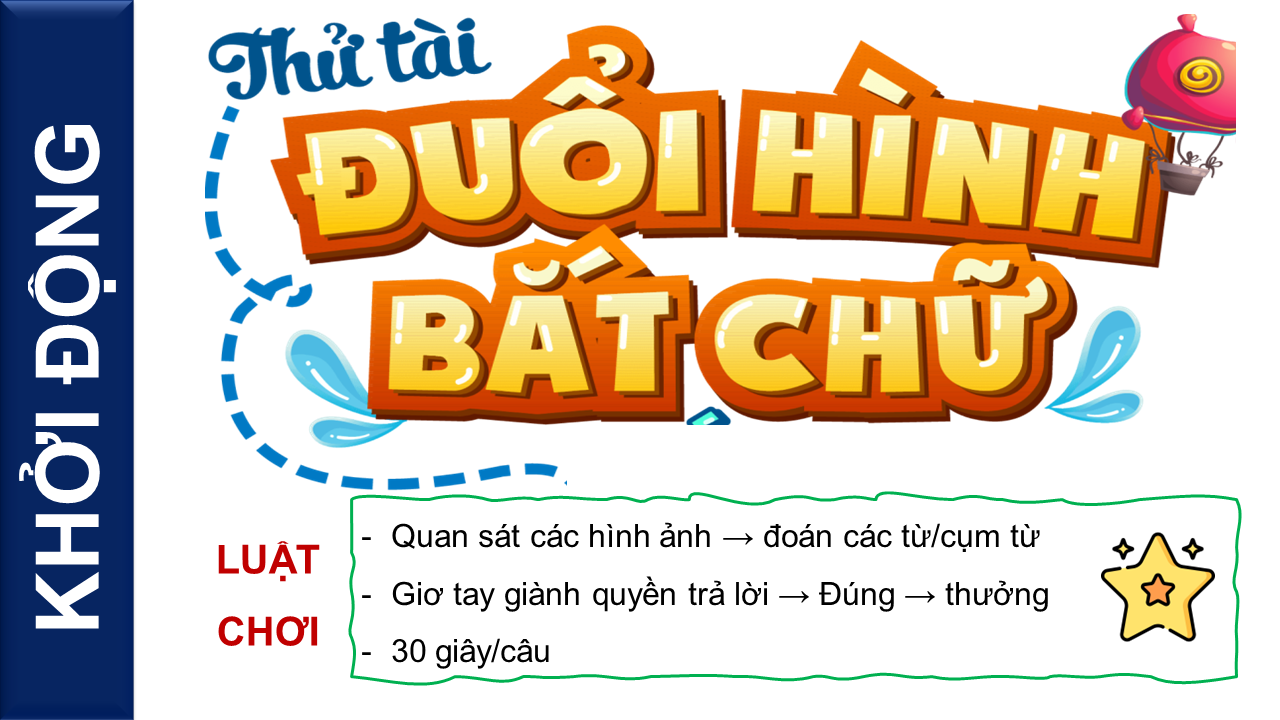 KHỞI ĐỘNG
Thử tài
ĐUỔI HÌNH
BẮT CHỮ
LUẬT
CHƠI
- Quan sát các hình ảnh → đoán các từ/cụm từ
- Giơ tay giành quyền trả lời → Đúng → thưởng
- 30 giây/câu